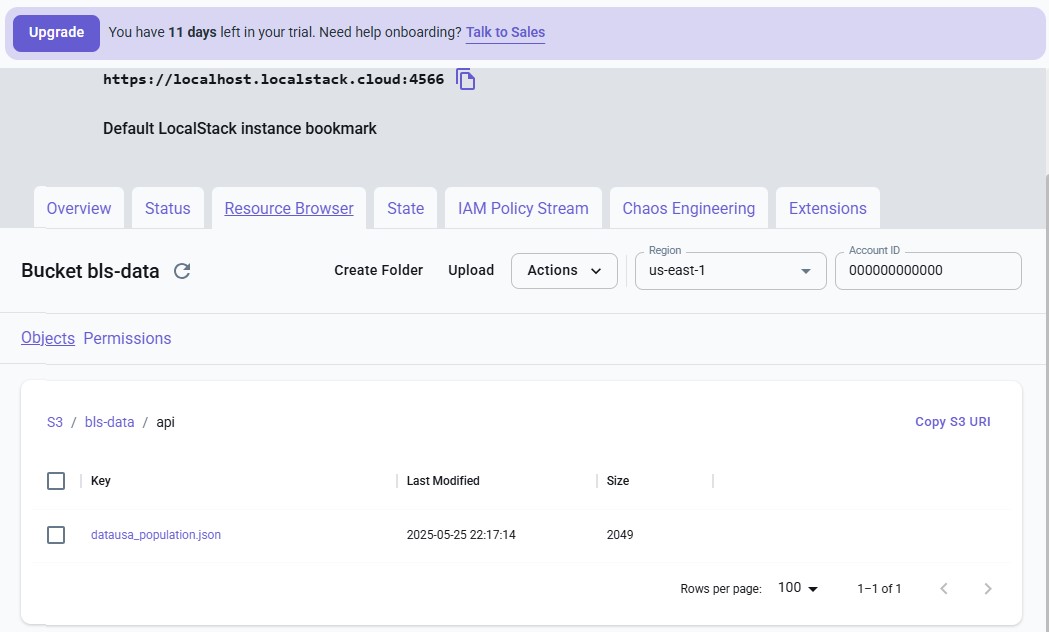 Upgrade You have 11 days left in your trial. Need help onboarding? Talk to Sales
https://localhost.localstack.cloud:4566
Default LocalStack instance bookmark
Overview Status Resource Browser State IAM Policy Stream Chaos Engineering Extensions
Bucket bls-data Create Folder Upload Actions Region us-east-1 Account ID 000000000000
Objects Permissions
S3 / bls-data / api Copy S3 URI
Key Last Modified Size
datausa_population.json 2025-05-25 22:17:14 2049
Rows per page: 100 1–1 of 1